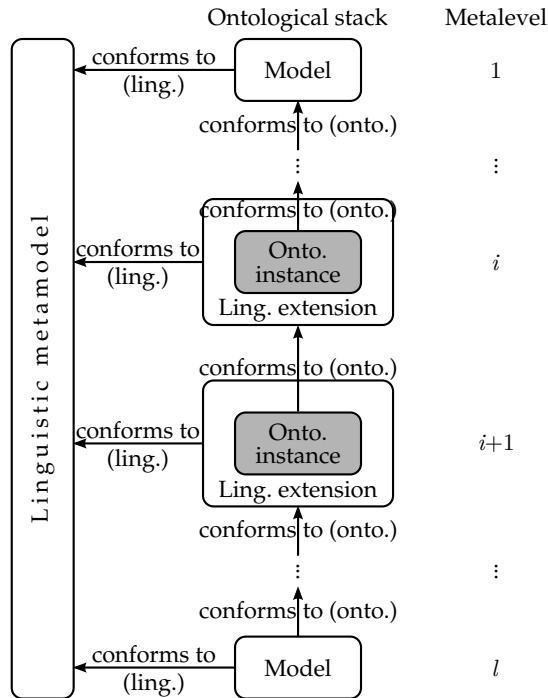 Ontological stack Metalevel
conforms to
(ling.)
Model
1
conforms to (onto.)
⋮ ⋮
conforms to (onto.)
conforms to
(ling.)
Onto.
instance
Ling. extension
i
conforms to (onto.)
conforms to
(ling.)
Onto.
instance
Ling. extension
i+1
conforms to (onto.)
⋮ ⋮
conforms to (onto.)
conforms to
(ling.)
Model
l
Linguistic metamodel